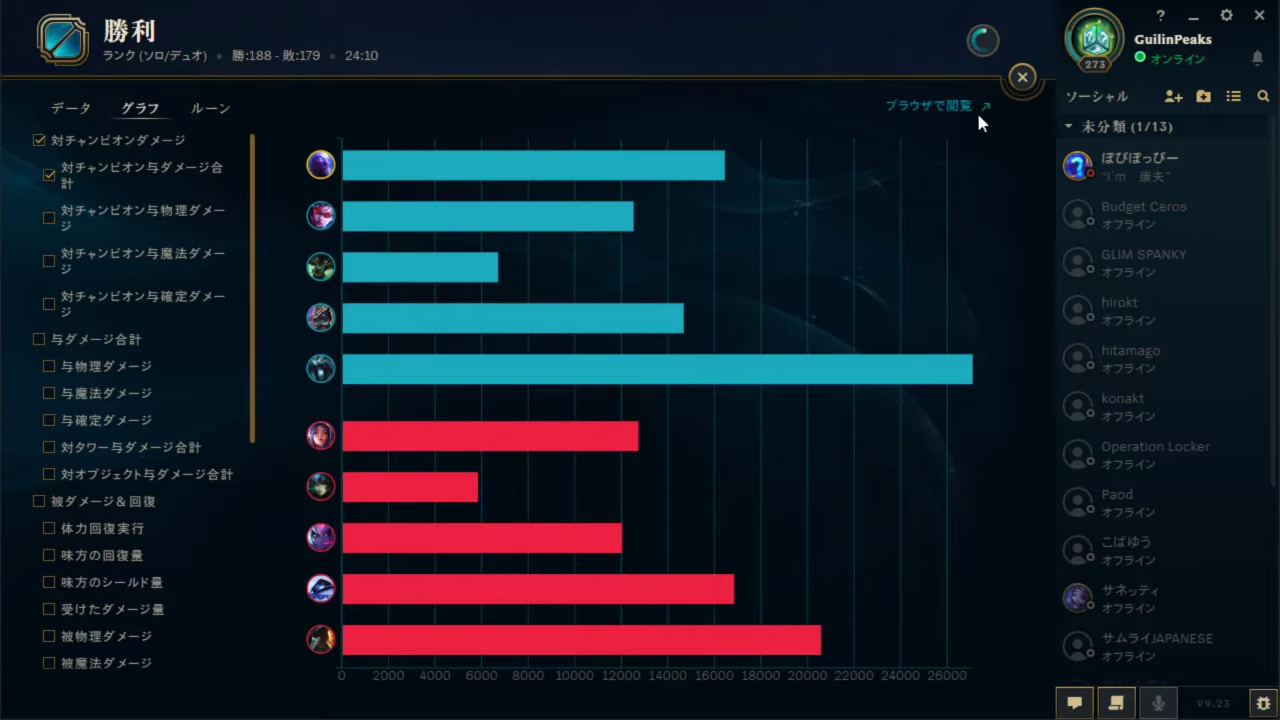 勝利
ランク (ソロ/デュオ) • 勝:188 - 敗:179 • 24:10
データ グラフ ルーン
ブラウザで閲覧
対チャンピオンダメージ
対チャンピオン与ダメージ合
計
対チャンピオン与物理ダメー
ジ
対チャンピオン与魔法ダメー
ジ
対チャンピオン与確定ダメー
ジ
与ダメージ合計
与物理ダメージ
与魔法ダメージ
与確定ダメージ
対タワー与ダメージ合計
対オブジェクト与ダメージ合計
被ダメージ＆回復
体力回復実行
味方の回復量
味方のシールド量
受けたダメージ量
被物理ダメージ
被魔法ダメージ
0 2000 4000 6000 8000 10000 12000 14000 16000 18000 20000 22000 24000 26000
?
273
GuilinPeaks
オンライン
ソーシャル
未分類 (1/13)
ぽぴぽっぴー
"I'm 康夫"
Budget Ceros
オフライン
GLIM SPANKY
オフライン
hirokt
オフライン
hitamago
オフライン
konakt
オフライン
Operation Locker
オフライン
Paod
オフライン
こばゆう
オフライン
サネッティ
オフライン
サムライJAPANESE
オフライン
V9.23